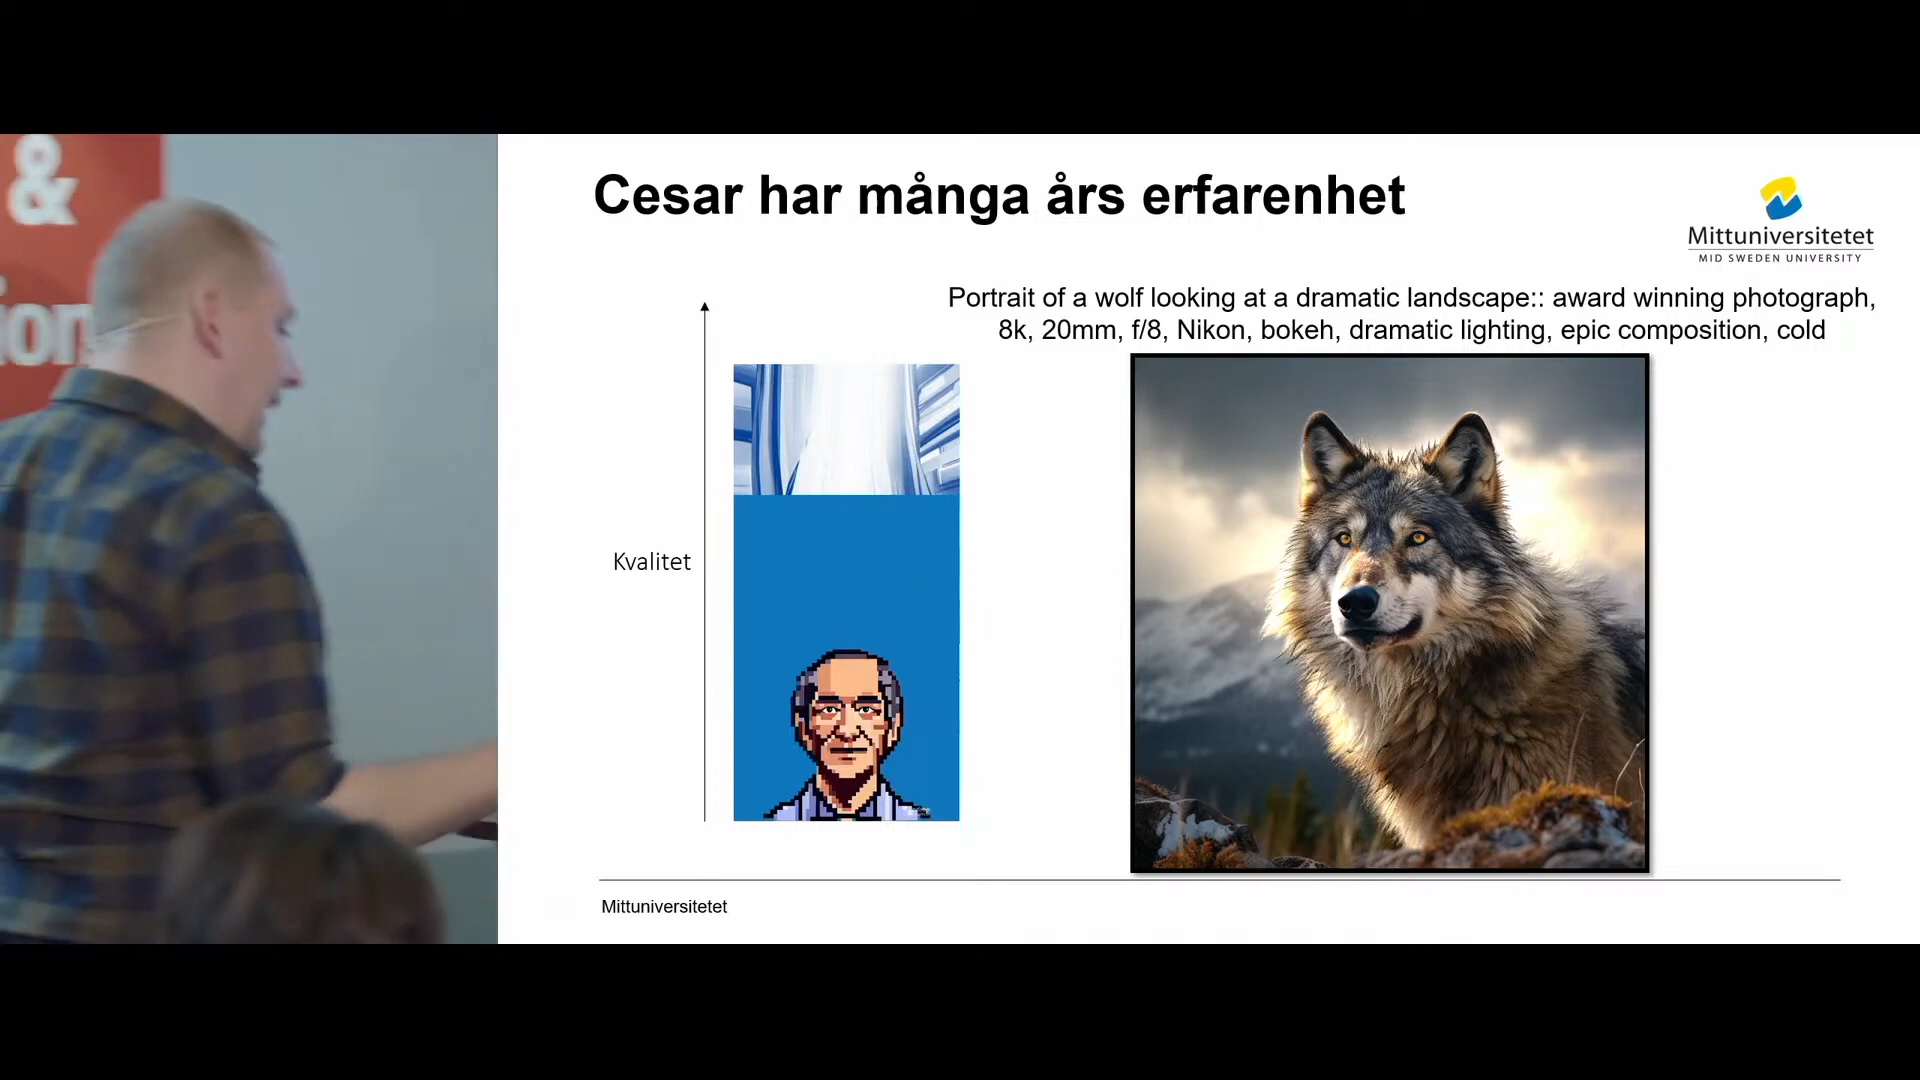 &
ion
Cesar har många års erfarenhet
Mittuniversitetet
MID SWEDEN UNIVERSITY
Portrait of a wolf looking at a dramatic landscape:: award winning photograph,
8k, 20mm, f/8, Nikon, bokeh, dramatic lighting, epic composition, cold
Kvalitet
Mittuniversitetet